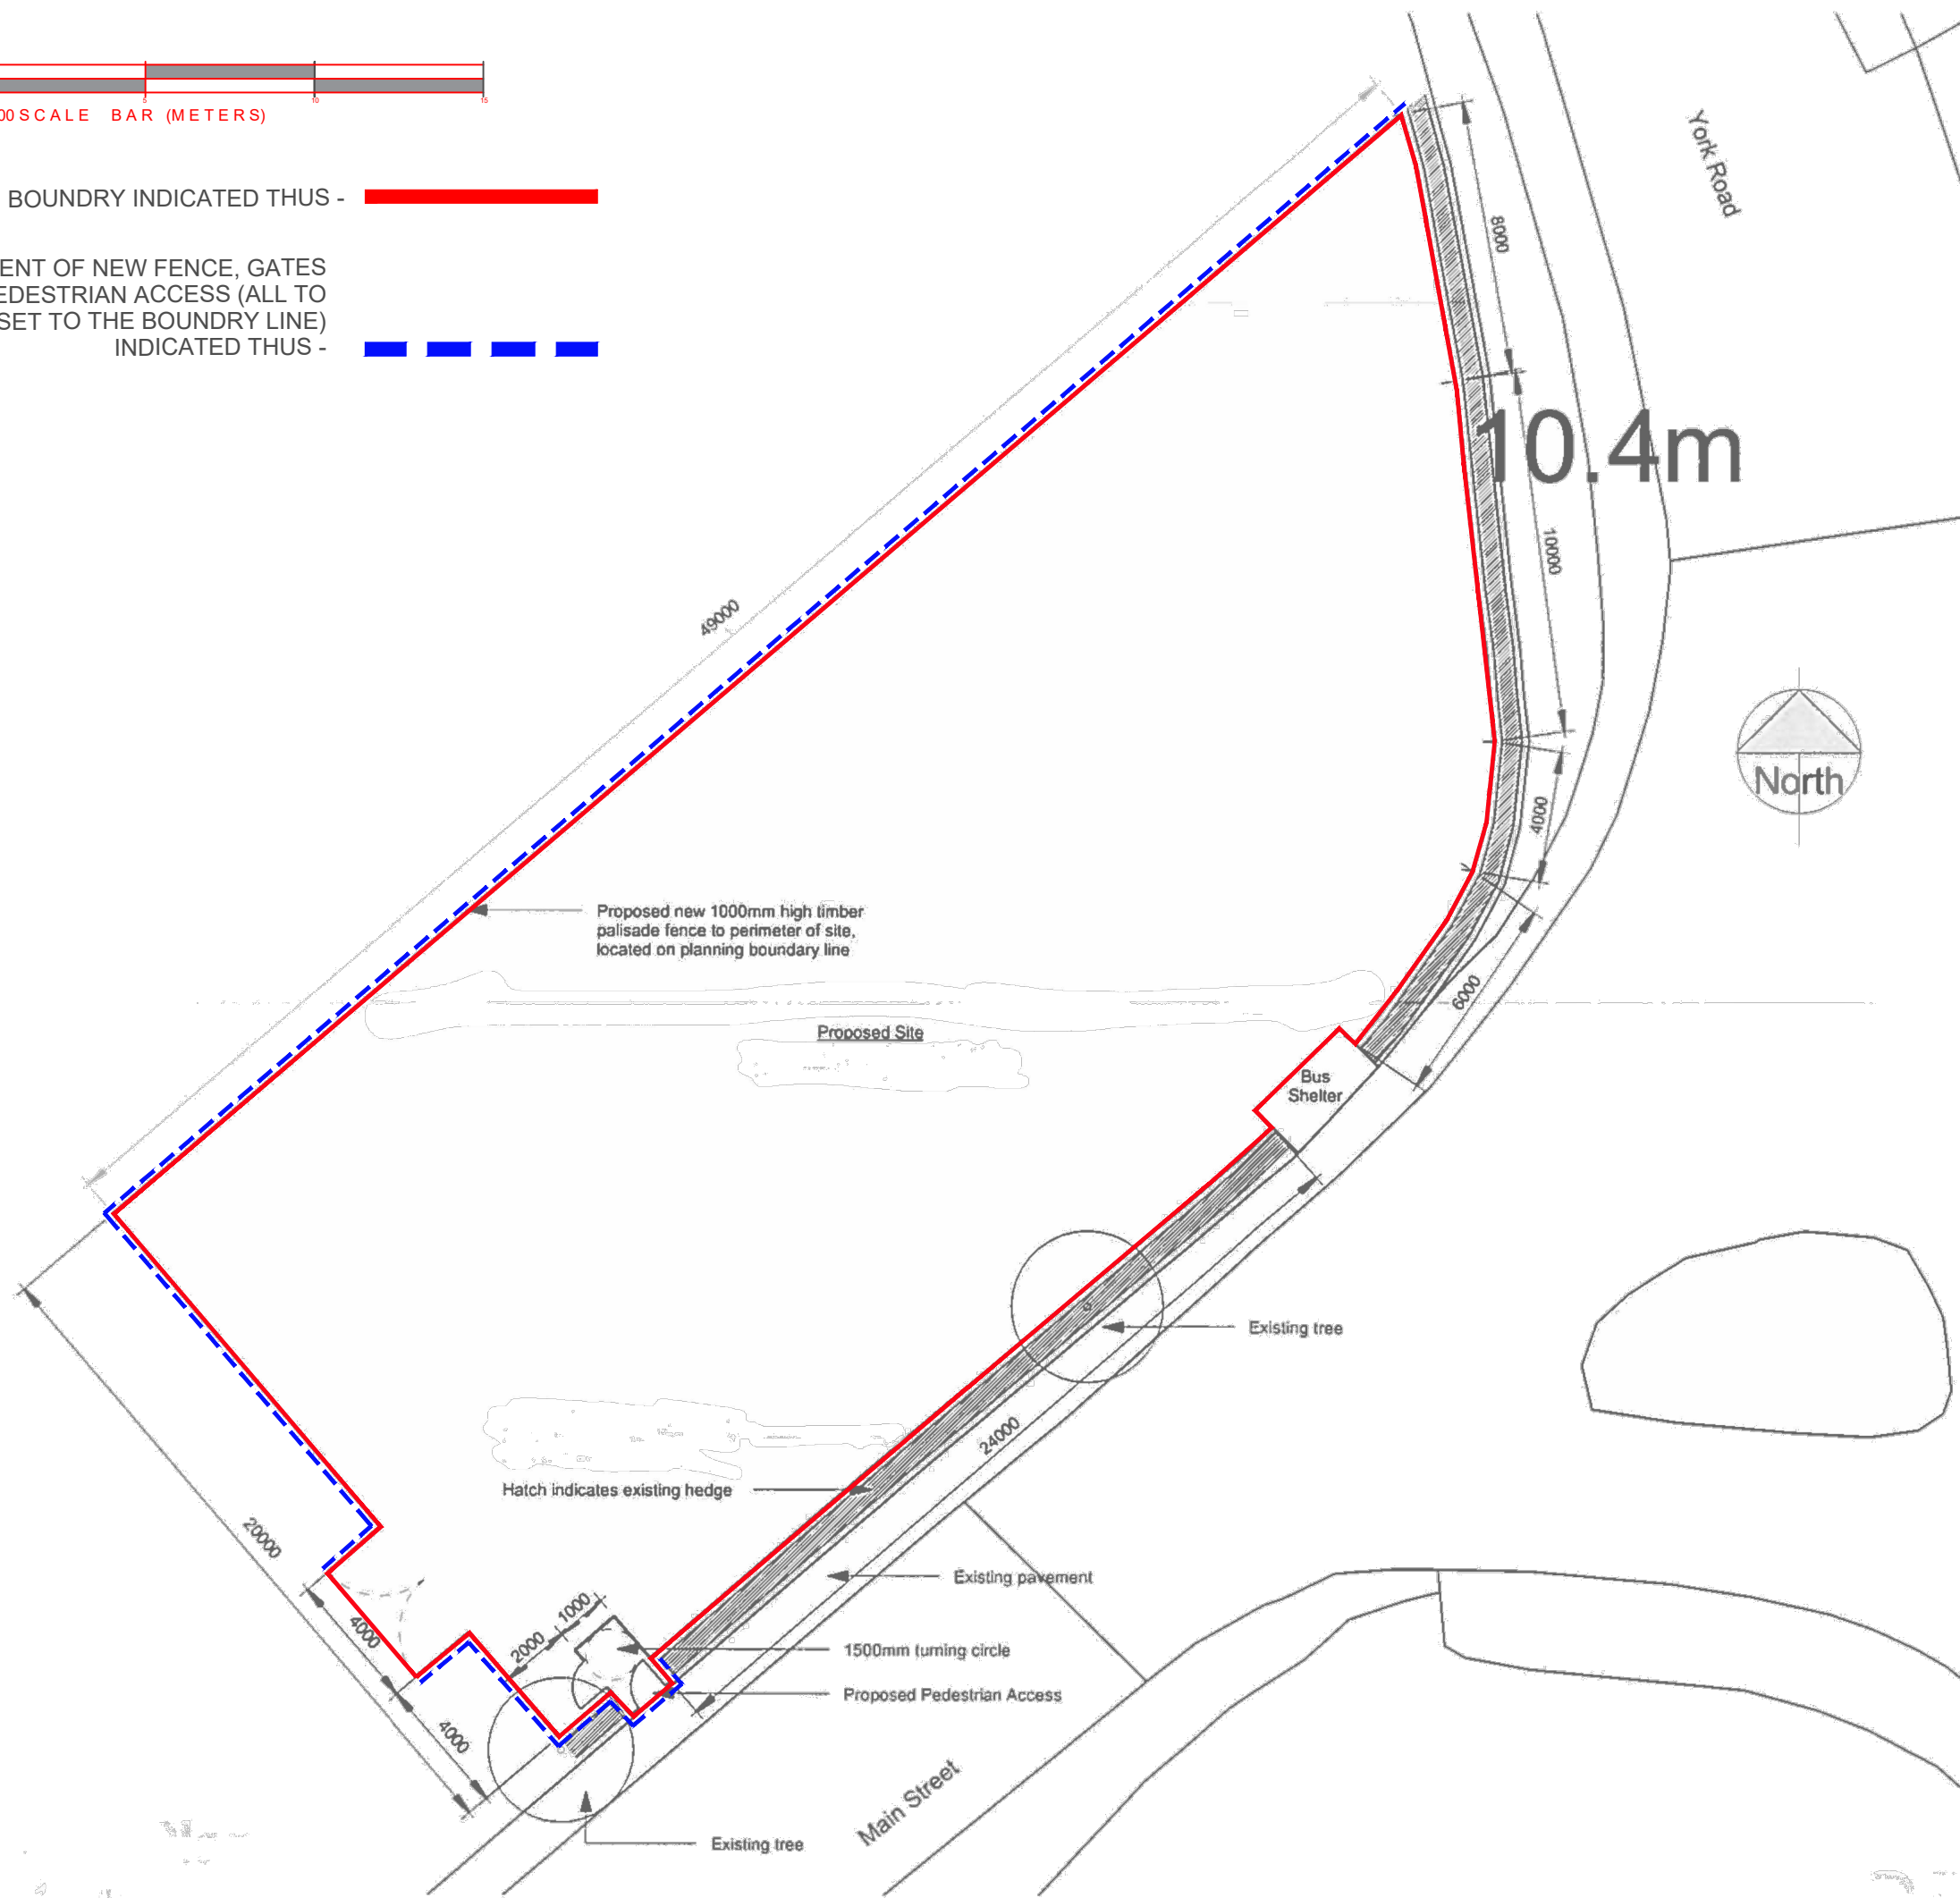 5
10
15
00 SCALE BAR (METERS)
BOUNDRY INDICATED THUS -
ENT OF NEW FENCE, GATES
EDESTRIAN ACCESS (ALL TO
SET TO THE BOUNDRY LINE)
INDICATED THUS -
York Road
8000
10.4m
10000
49000
North
4000
Proposed new 1000mm high timber
palisade fence to perimeter of site,
located on planning boundary line
6000
Proposed Site
Bus
Shelter
Existing tree
24000
Hatch indicates existing hedge
20000
Existing pavement
1000
4000
2000
1500mm turning circle
Proposed Pedestrian Access
4000
Main Street
Existing tree